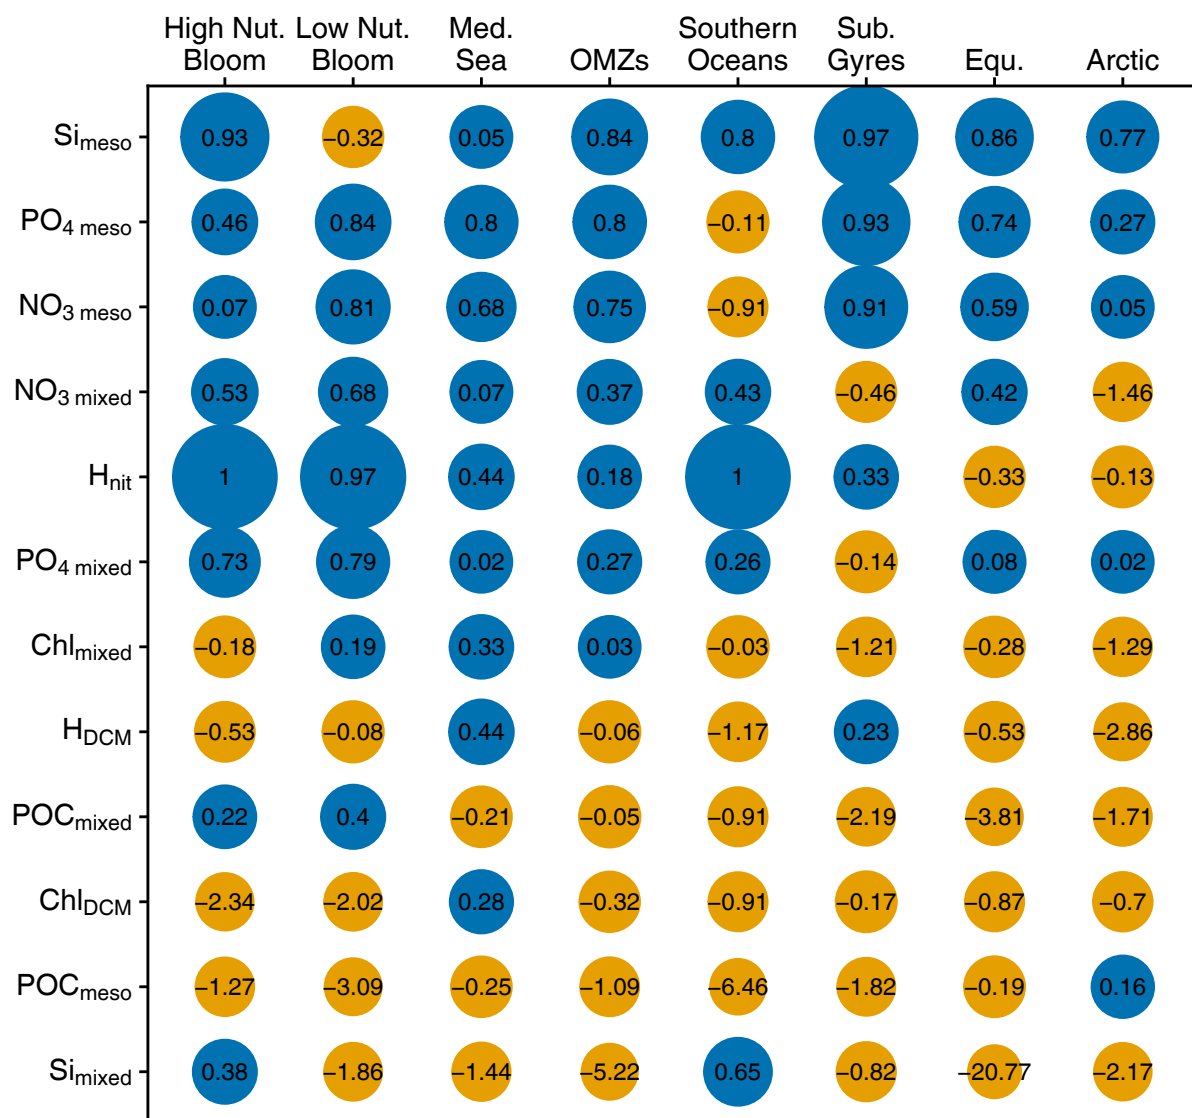 High Nut. Low Nut. Med. Southern Sub.
Bloom Bloom Sea OMZs Oceans Gyres Equ. Arctic
Si meso 0.93 −0.32 0.05 0.84 0.8 0.97 0.86 0.77
PO4 meso 0.46 0.84 0.8 0.8 −0.11 0.93 0.74 0.27
NO3 meso 0.07 0.81 0.68 0.75 −0.91 0.91 0.59 0.05
NO3 mixed 0.53 0.68 0.07 0.37 0.43 −0.46 0.42 −1.46
Hnit 1 0.97 0.44 0.18 1 0.33 −0.33 −0.13
PO4 mixed 0.73 0.79 0.02 0.27 0.26 −0.14 0.08 0.02
Chlmixed −0.18 0.19 0.33 0.03 −0.03 −1.21 −0.28 −1.29
HDCM −0.53 −0.08 0.44 −0.06 −1.17 0.23 −0.53 −2.86
POCmixed 0.22 0.4 −0.21 −0.05 −0.91 −2.19 −3.81 −1.71
ChlDCM −2.34 −2.02 0.28 −0.32 −0.91 −0.17 −0.87 −0.7
POCmeso −1.27 −3.09 −0.25 −1.09 −6.46 −1.82 −0.19 0.16
Simixed 0.38 −1.86 −1.44 −5.22 0.65 −0.82 −20.77 −2.17